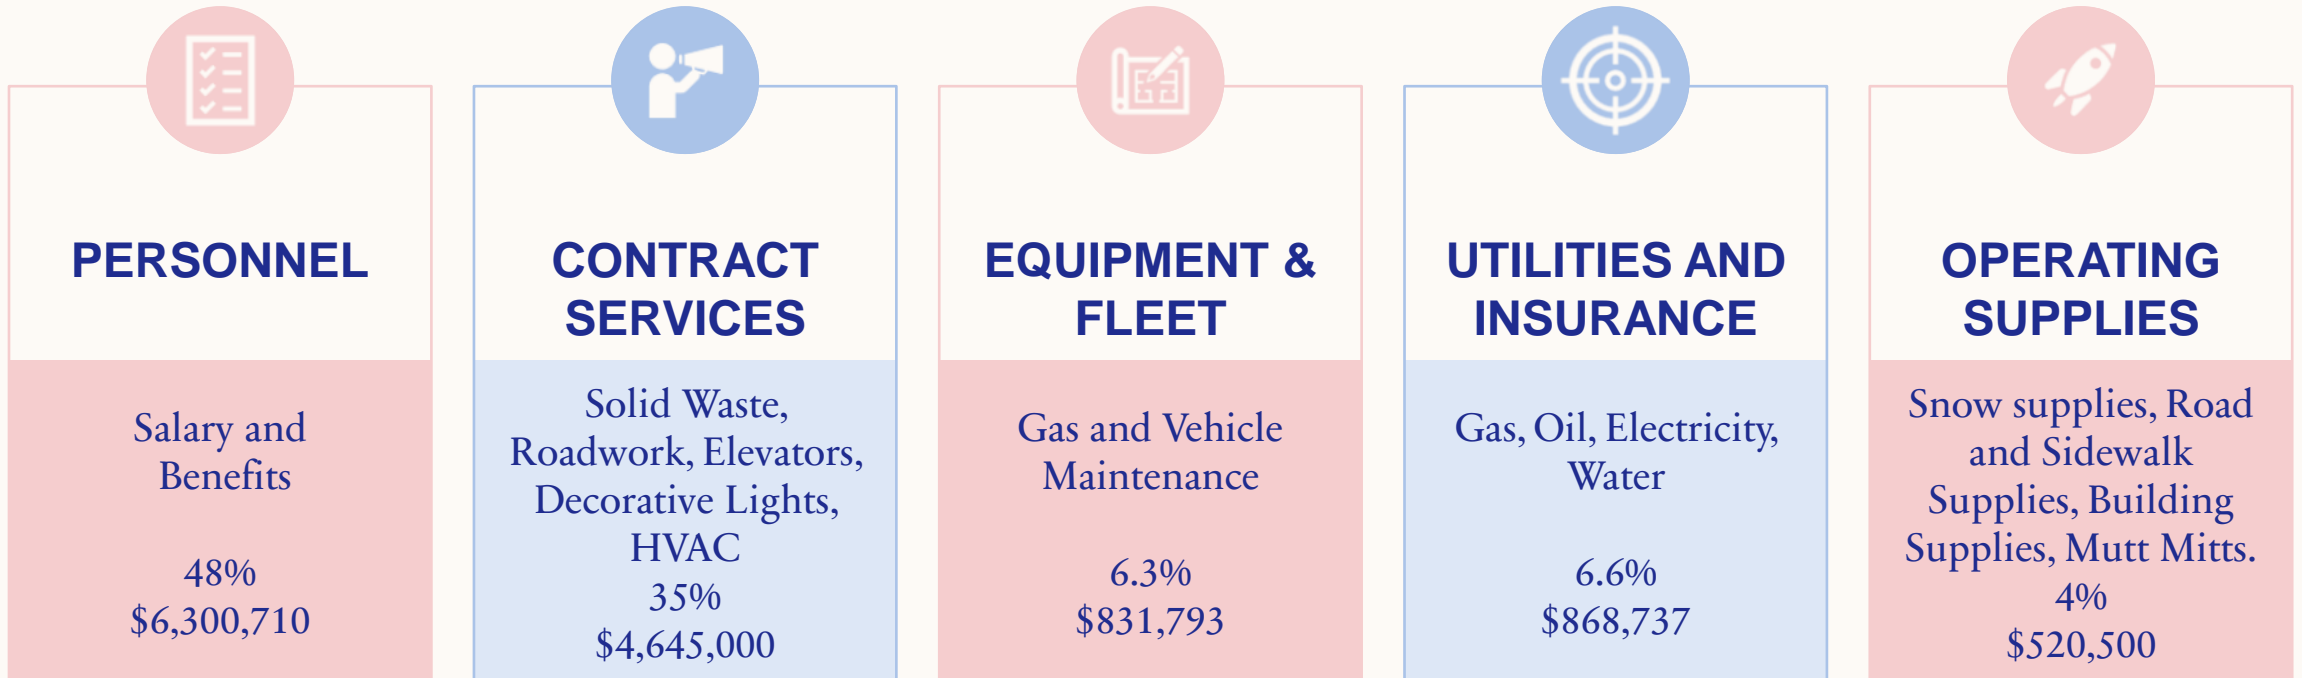 PERSONNEL
Salary and
Benefits
48%
$6,300,710
CONTRACT
SERVICES
Solid Waste,
Roadwork, Elevators,
Decorative Lights,
HVAC
35%
$4,645,000
EQUIPMENT &
FLEET
Gas and Vehicle
Maintenance
6.3%
$831,793
UTILITIES AND
INSURANCE
Gas, Oil, Electricity,
Water
6.6%
$868,737
OPERATING
SUPPLIES
Snow supplies, Road
and Sidewalk
Supplies, Building
Supplies, Mutt Mitts.
4%
$520,500